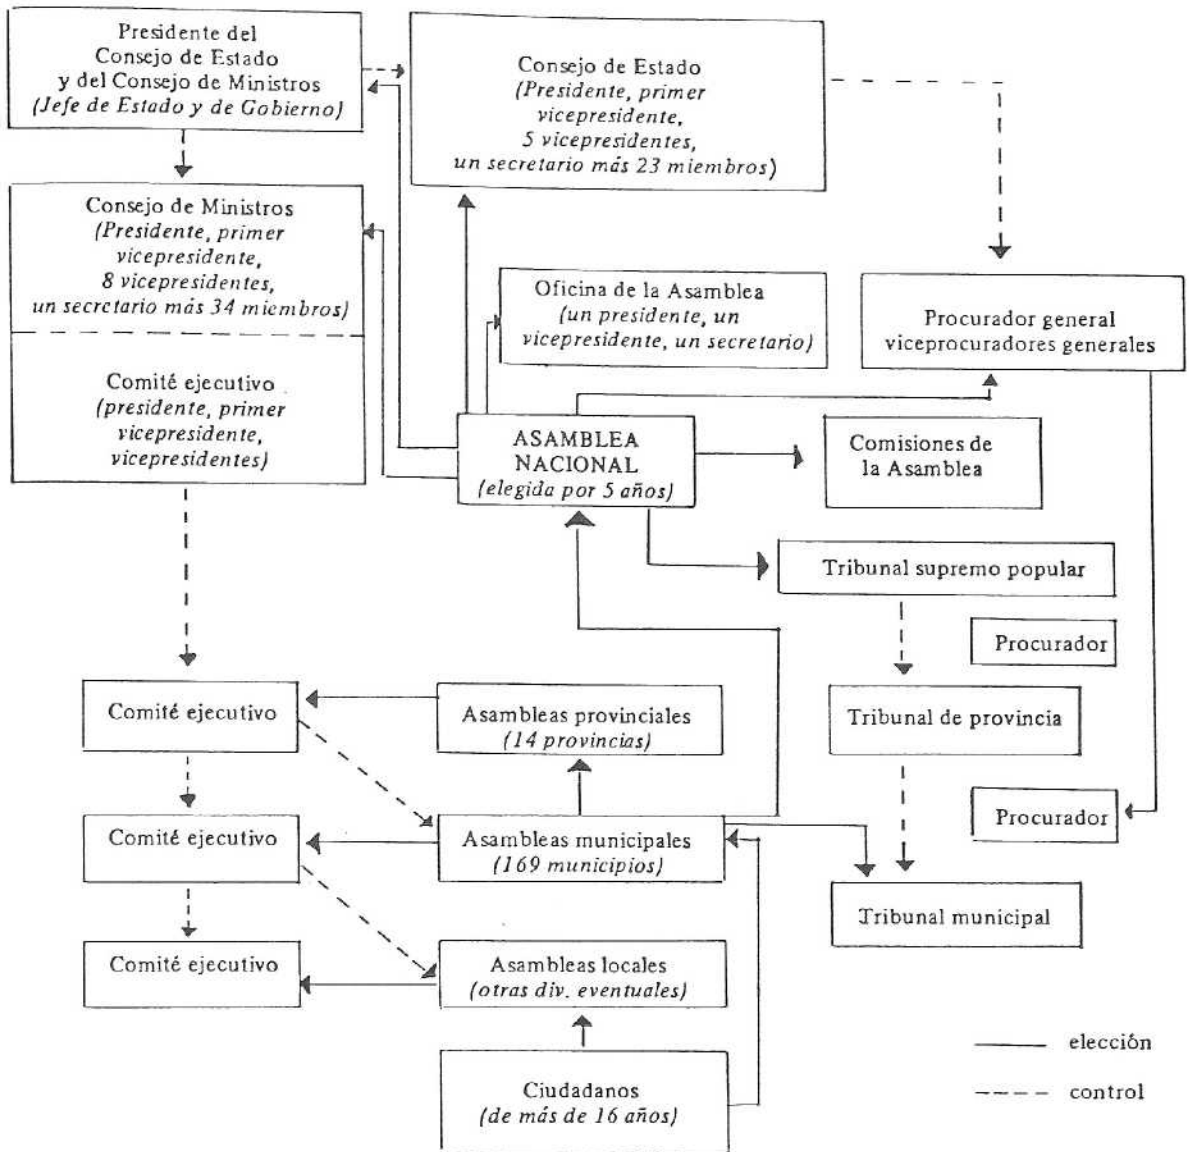 Presidente del
Consejo de Estado
y del Consejo de Ministros
(Jefe de Estado y de Gobierno)
Consejo de Estado
(Presidente, primer
vicepresidente,
5 vicepresidentes,
un secretario más 23 miembros)
Consejo de Ministros
(Presidente, primer
vicepresidente,
8 vicepresidentes,
un secretario más 34 miembros)
Comité ejecutivo
(presidente, primer
vicepresidente,
vicepresidentes)
Oficina de la Asamblea
(un presidente, un
vicepresidente, un secretario)
Procurador general
viceprocuradores generales
ASAMBLEA
NACIONAL
(elegida por 5 años)
Comisiones de
la Asamblea
Tribunal supremo popular
Procurador
Comité ejecutivo
Asambleas provinciales
(14 provincias)
Tribunal de provincia
Comité ejecutivo
Asambleas municipales
(169 municipios)
Procurador
Tribunal municipal
Comité ejecutivo
Asambleas locales
(otras div. eventuales)
Ciudadanos
(de más de 16 años)
elección
control